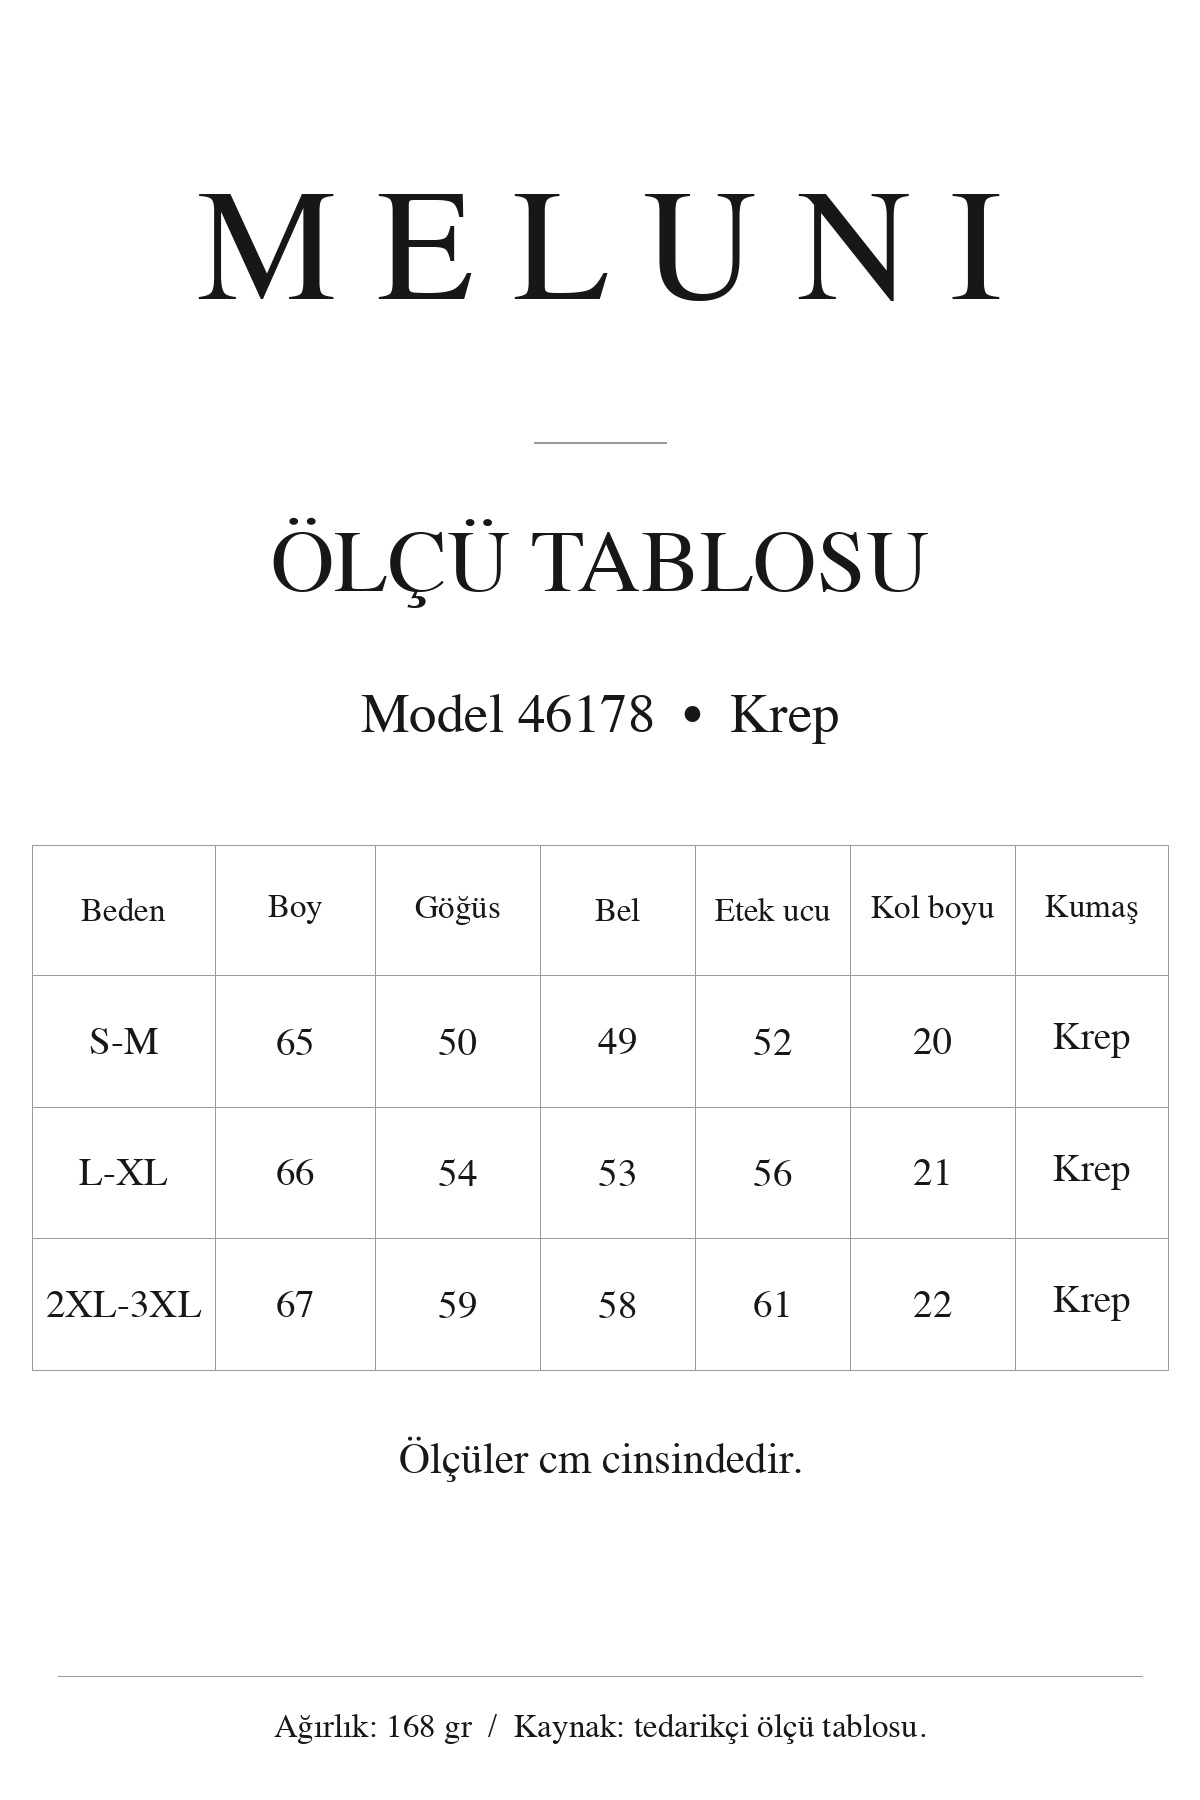 MELUNI
ÖLÇÜ TABLOSU
Model 46178 • Krep
Beden Boy Göğüs Bel Etek ucu Kol boyu Kumaş
S-M 65 50 49 52 20 Krep
L-XL 66 54 53 56 21 Krep
2XL-3XL 67 59 58 61 22 Krep
Ölçüler cm cinsindedir.
Ağırlık: 168 gr / Kaynak: tedarikçi ölçü tablosu.